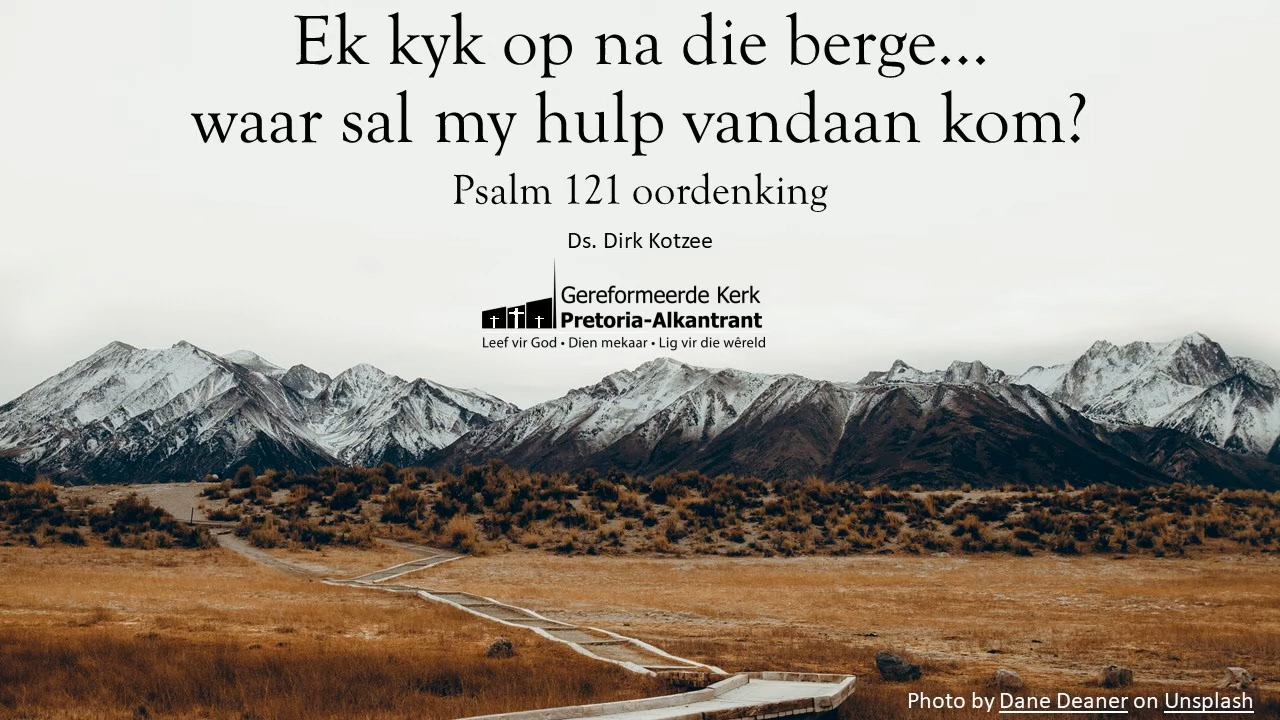 Ek kyk op na die berge...
waar sal my hulp vandaan kom?
Psalm 121 oordenking
Ds. Dirk Kotzee
Gereformeerde Kerk
Pretoria-Alkantrant
Leef vir God • Dien mekaar • Lig vir die wêreld
Photo by Dane Deaner on Unsplash